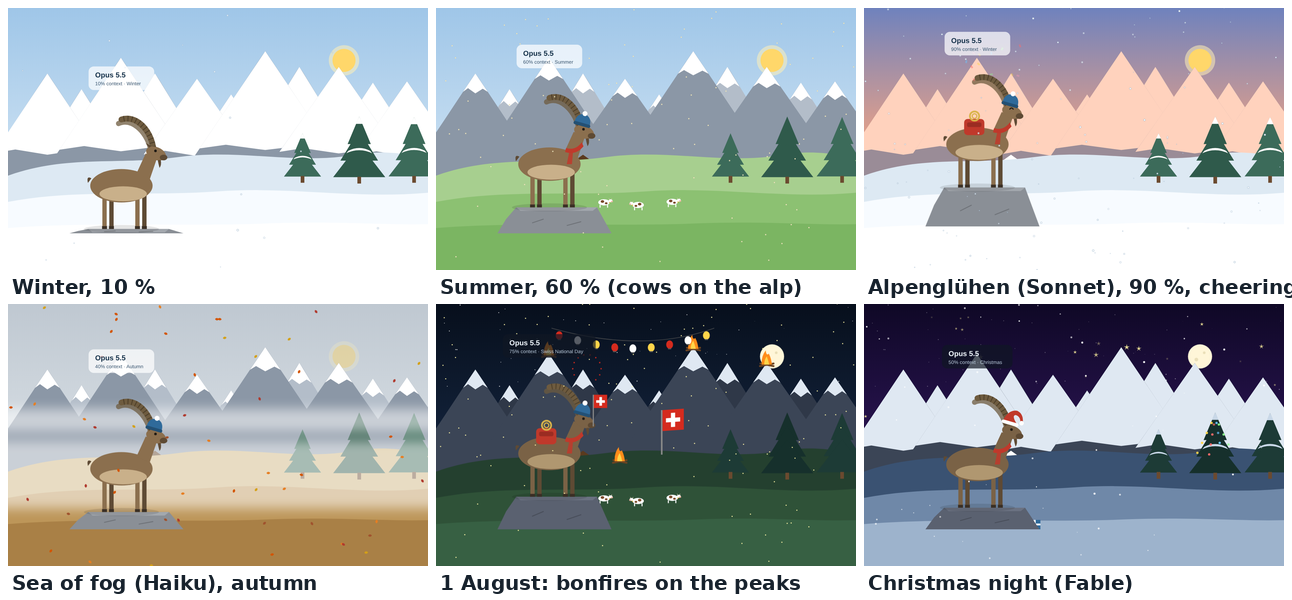 Opus 5.5
10% context · Winter
Opus 5.5
60% context · Summer
Opus 5.5
90% context · Winter
Winter, 10 %
Summer, 60 % (cows on the alp)
Alpenglühen (Sonnet), 90 %, cheering
Opus 5.5
40% context · Autumn
Opus 5.5
75% context · Swiss National Day
Opus 5.5
50% context · Christmas
Sea of fog (Haiku), autumn
1 August: bonfires on the peaks
Christmas night (Fable)